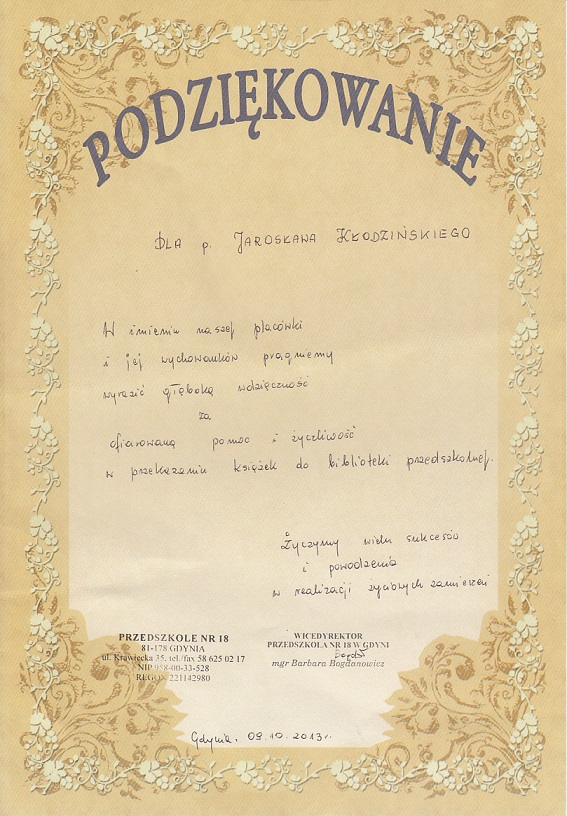 PODZIĘKOWANIE
DLA p. JAROSŁAWA KŁODZIŃSKIEGO
W imieniu naszej placówki
i jej wychowanków pragniemy
wyrazić głęboką wdzięczność
za
ofiarowaną pomoc i życzliwość
w przekazaniu książek do biblioteki przedszkolnej.
Życzymy wielu sukcesów
i powodzenia
w realizacji życiowych zamierzeń
PRZEDSZKOLE NR 18
81-178 GDYNIA
ul. Krawiecka 35, tel./fax 58 625 02 17
NIP 958-00-33-528
REGON 221142980
WICEDYREKTOR
PRZEDSZKOLA NR 18 W GDYNI
mgr Barbara Bogdanowicz
Gdynia, 09.10.2013r.